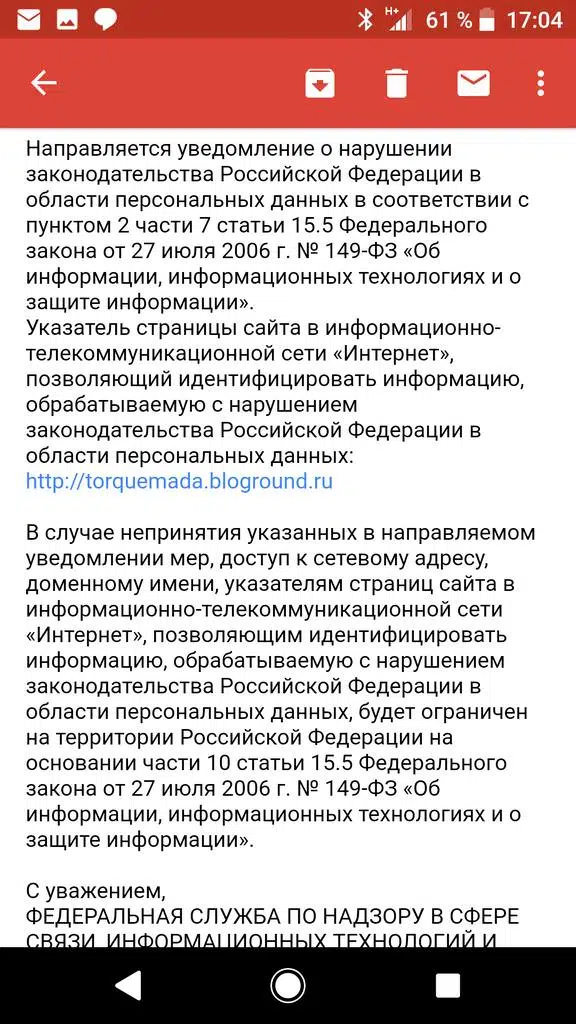 H+ 61 % 17:04
Направляется уведомление о нарушении
законодательства Российской Федерации в
области персональных данных в соответствии с
пунктом 2 части 7 статьи 15.5 Федерального
закона от 27 июля 2006 г. № 149-ФЗ «Об
информации, информационных технологиях и о
защите информации».
Указатель страницы сайта в информационно-
телекоммуникационной сети «Интернет»,
позволяющий идентифицировать информацию,
обрабатываемую с нарушением
законодательства Российской Федерации в
области персональных данных:
http://torquemada.bloground.ru
В случае непринятия указанных в направляемом
уведомлении мер, доступ к сетевому адресу,
доменному имени, указателям страниц сайта в
информационно-телекоммуникационной сети
«Интернет», позволяющим идентифицировать
информацию, обрабатываемую с нарушением
законодательства Российской Федерации в
области персональных данных, будет ограничен
на территории Российской Федерации на
основании части 10 статьи 15.5 Федерального
закона от 27 июля 2006 г. № 149-ФЗ «Об
информации, информационных технологиях и о
защите информации».
С уважением,
ФЕДЕРАЛЬНАЯ СЛУЖБА ПО НАДЗОРУ В СФЕРЕ
СВЯЗИ, ИНФОРМАЦИОННЫХ ТЕХНОЛОГИЙ И